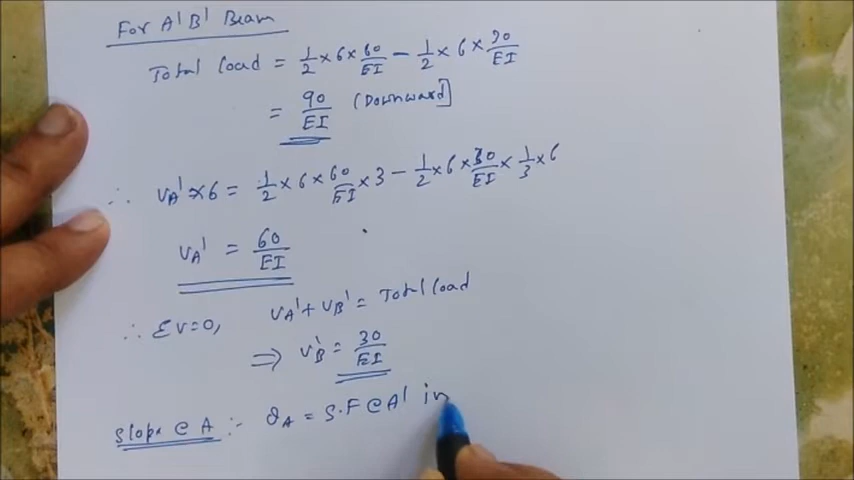 For A'B' Beam
Total load = 1/2 × 6 × 60/EI − 1/2 × 6 × 30/EI
= 90/EI (Downward)
∴ VA' × 6 = 1/2 × 6 × 60/EI × 3 − 1/2 × 6 × 30/EI × 1/3 × 6
VA' = 60/EI
∴ ΣV=0, VA' + VB' = Total load
⇒ VB' = 30/EI
Slope @ A :- θA = S.F @ A' in